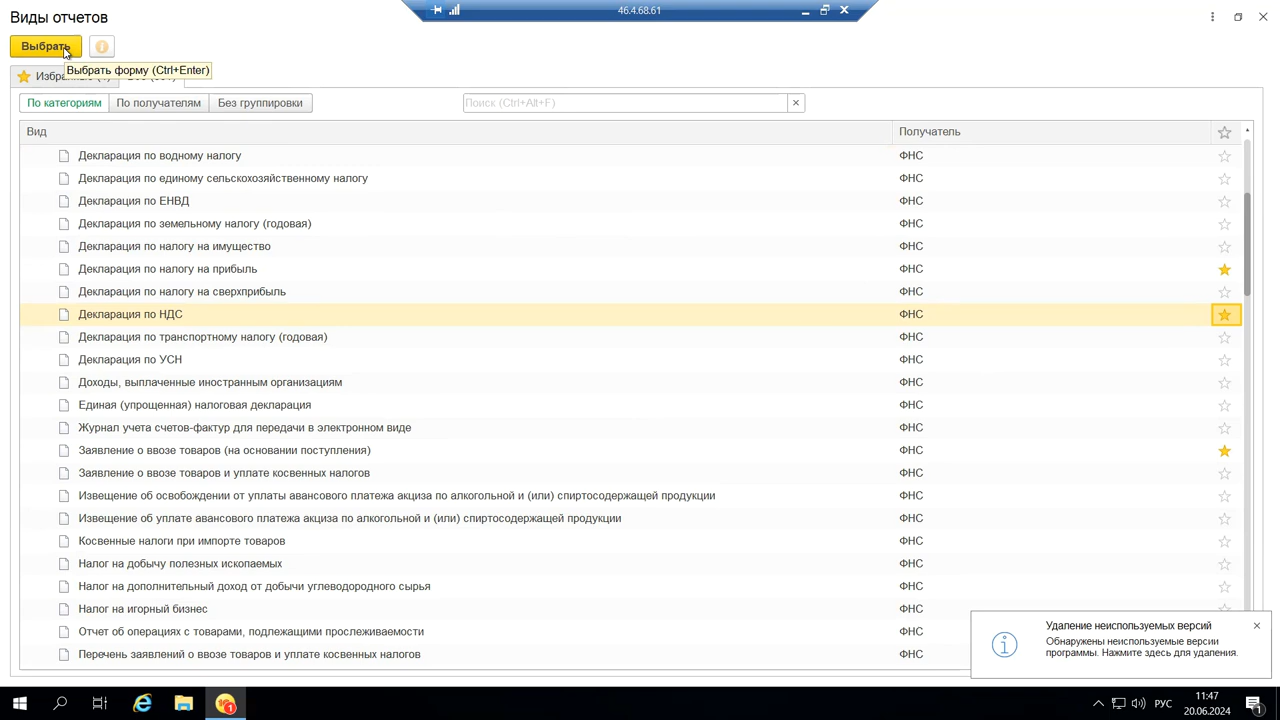 46.4.68.61
Виды отчетов
Выбрать
Выбрать форму (Ctrl+Enter)
По категориям По получателям Без группировки Поиск (Ctrl+Alt+F)
Вид Получатель
Декларация по водному налогу ФНС
Декларация по единому сельскохозяйственному налогу ФНС
Декларация по ЕНВД ФНС
Декларация по земельному налогу (годовая) ФНС
Декларация по налогу на имущество ФНС
Декларация по налогу на прибыль ФНС
Декларация по налогу на сверхприбыль ФНС
Декларация по НДС ФНС
Декларация по транспортному налогу (годовая) ФНС
Декларация по УСН ФНС
Доходы, выплаченные иностранным организациям ФНС
Единая (упрощенная) налоговая декларация ФНС
Журнал учета счетов-фактур для передачи в электронном виде ФНС
Заявление о ввозе товаров (на основании поступления) ФНС
Заявление о ввозе товаров и уплате косвенных налогов ФНС
Извещение об освобождении от уплаты авансового платежа акциза по алкогольной и (или) спиртосодержащей продукции ФНС
Извещение об уплате авансового платежа акциза по алкогольной и (или) спиртосодержащей продукции ФНС
Косвенные налоги при импорте товаров ФНС
Налог на добычу полезных ископаемых ФНС
Налог на дополнительный доход от добычи углеводородного сырья ФНС
Налог на игорный бизнес ФНС
Отчет об операциях с товарами, подлежащими прослеживаемости ФНС
Перечень заявлений о ввозе товаров и уплате косвенных налогов ФНС
Удаление неиспользуемых версий
Обнаружены неиспользуемые версии
программы. Нажмите здесь для удаления.
РУС
11:47
20.06.2024